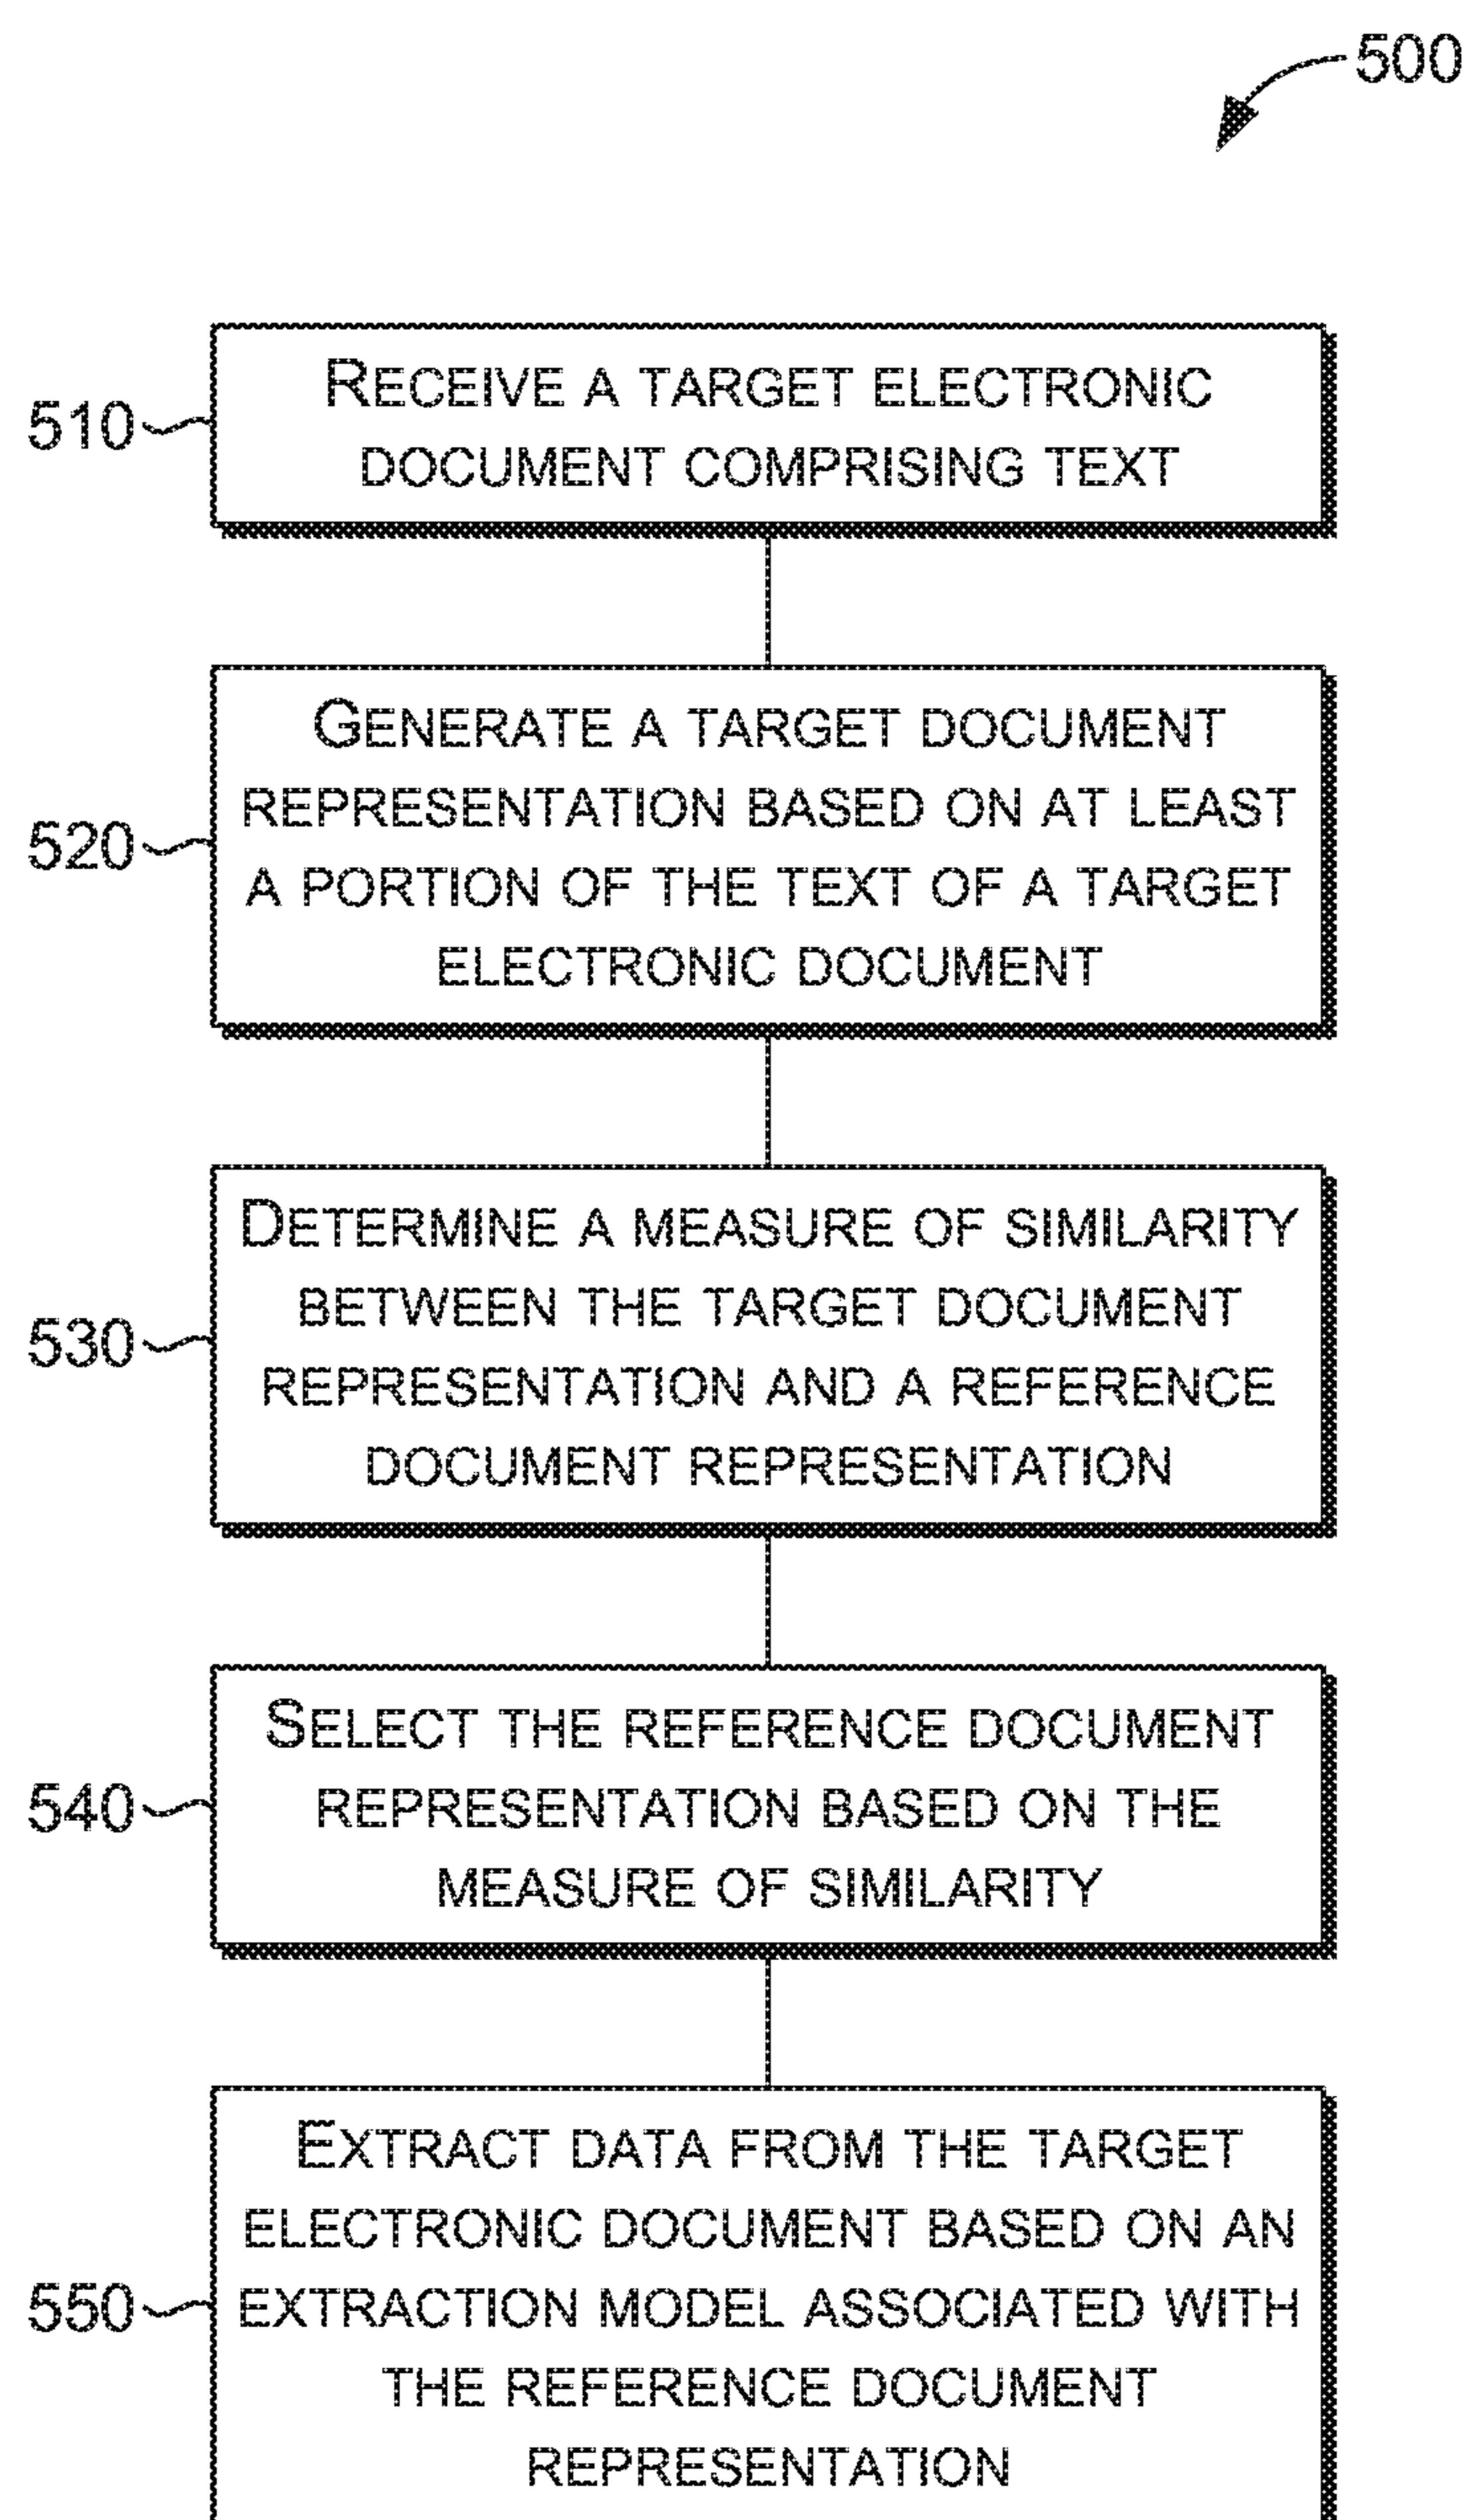 500
RECEIVE A TARGET ELECTRONIC
DOCUMENT COMPRISING TEXT
510
GENERATE A TARGET DOCUMENT
REPRESENTATION BASED ON AT LEAST
A PORTION OF THE TEXT OF A TARGET
ELECTRONIC DOCUMENT
520
DETERMINE A MEASURE OF SIMILARITY
BETWEEN THE TARGET DOCUMENT
REPRESENTATION AND A REFERENCE
DOCUMENT REPRESENTATION
530
SELECT THE REFERENCE DOCUMENT
REPRESENTATION BASED ON THE
MEASURE OF SIMILARITY
540
EXTRACT DATA FROM THE TARGET
ELECTRONIC DOCUMENT BASED ON AN
EXTRACTION MODEL ASSOCIATED WITH
THE REFERENCE DOCUMENT
REPRESENTATION
550